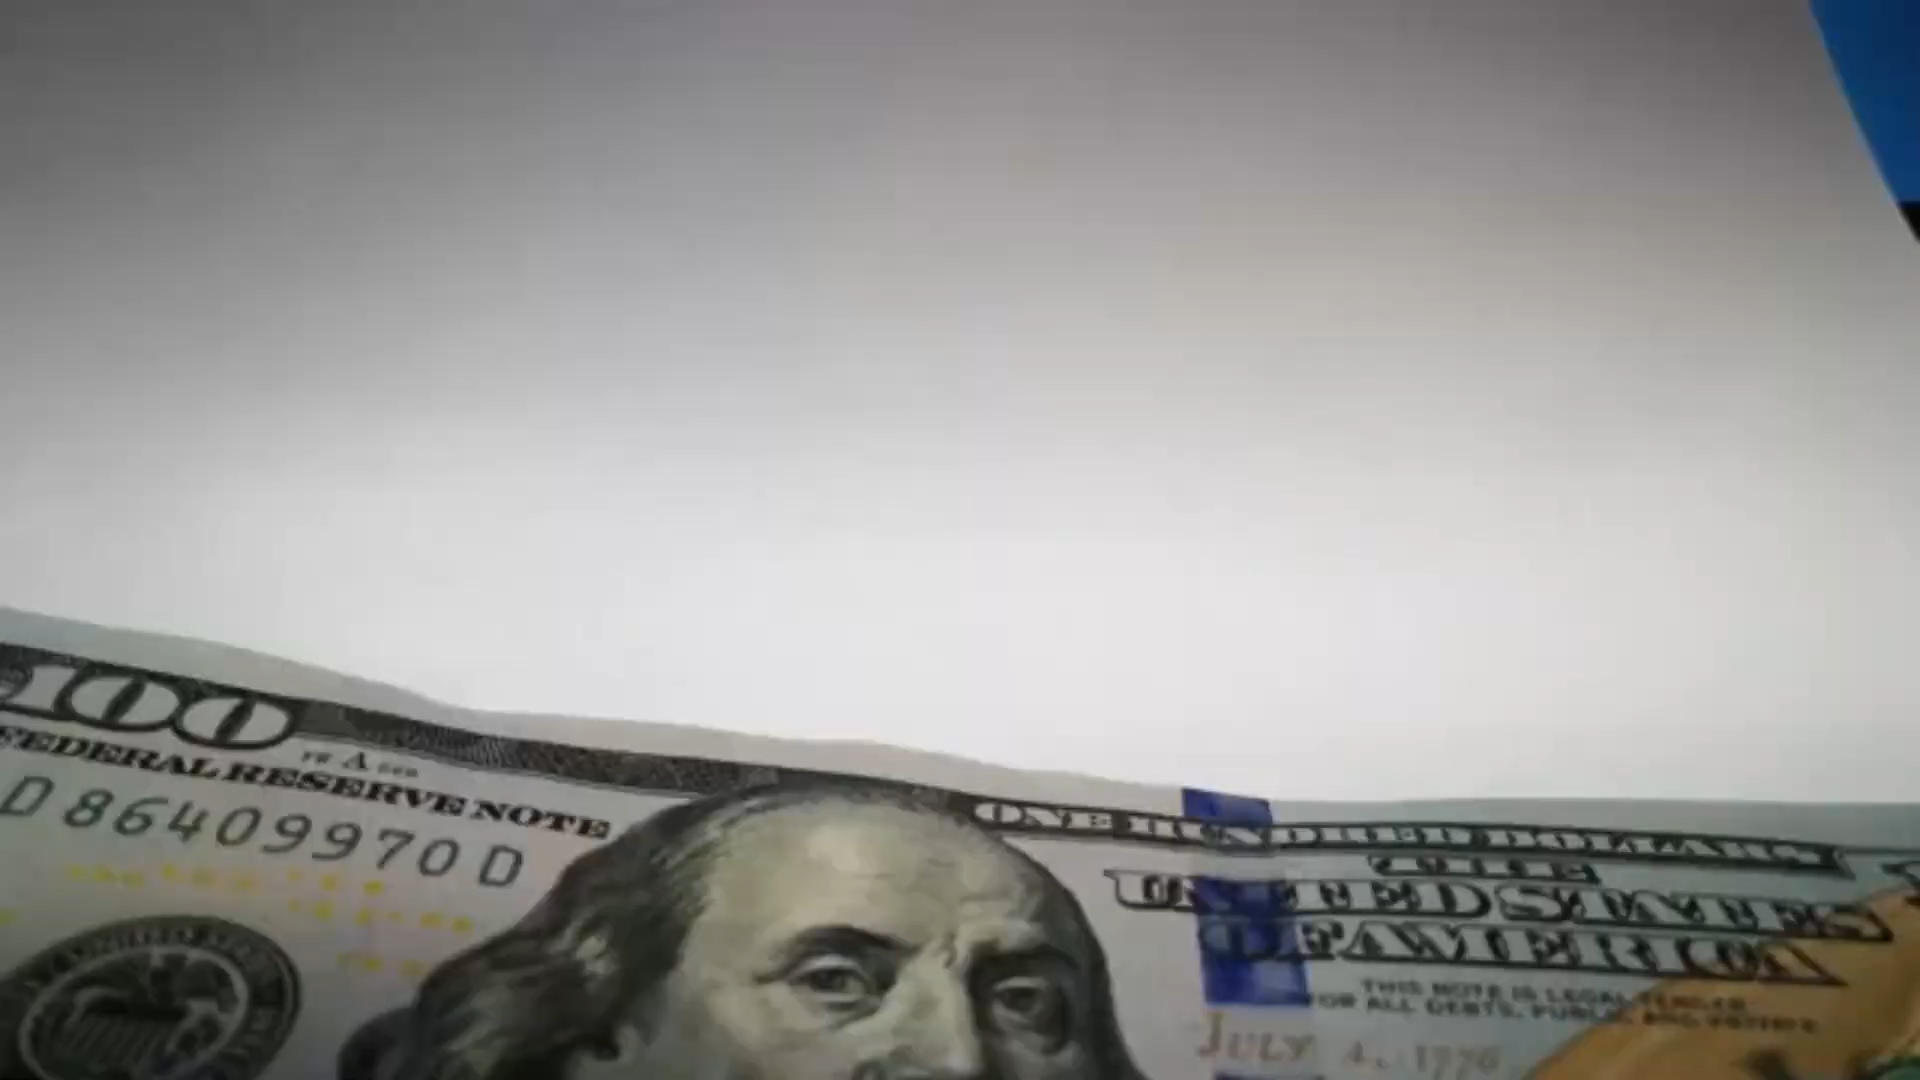 100
FEDERAL RESERVE NOTE
D 86409970 D
ONE HUNDRED DOLLARS
THE
UNITED STATES
OF AMERICA
THIS NOTE IS LEGAL TENDER
FOR ALL DEBTS, PUBLIC AND PRIVATE
JULY 4, 1776